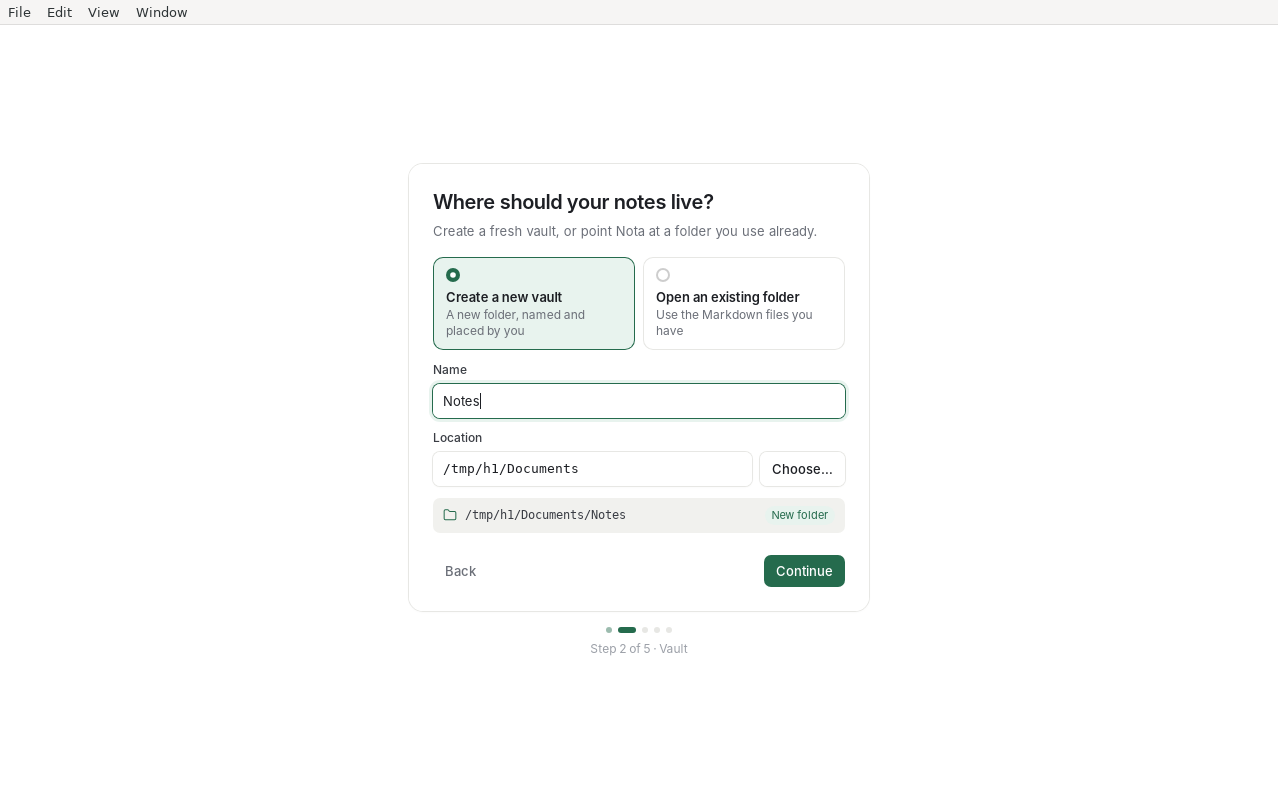 File Edit View Window
Where should your notes live?
Create a fresh vault, or point Nota at a folder you use already.
Create a new vault
A new folder, named and
placed by you
Open an existing folder
Use the Markdown files you
have
Name
Notes
Location
/tmp/h1/Documents
Choose...
/tmp/h1/Documents/Notes
New folder
Back
Continue
Step 2 of 5 · Vault